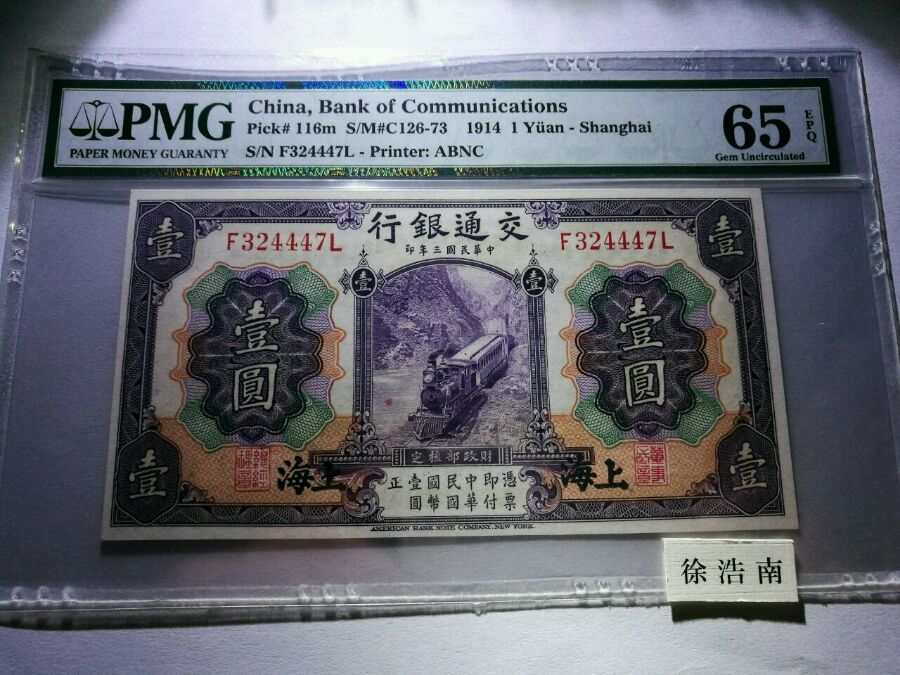 PMG
PAPER MONEY GUARANTY
China, Bank of Communications
Pick# 116m S/M#C126-73 1914 1 Yüan - Shanghai
S/N F324447L - Printer: ABNC
65
EPQ
Gem Uncirculated
行銀通交
印年三國民華中
F324447L
F324447L
壹
壹
壹
壹
壹圓
壹圓
定核部政財
海上
海上
正壹國民中即憑
圓幣國華付票
壹
壹
AMERICAN BANK NOTE COMPANY, NEW YORK.
徐浩南